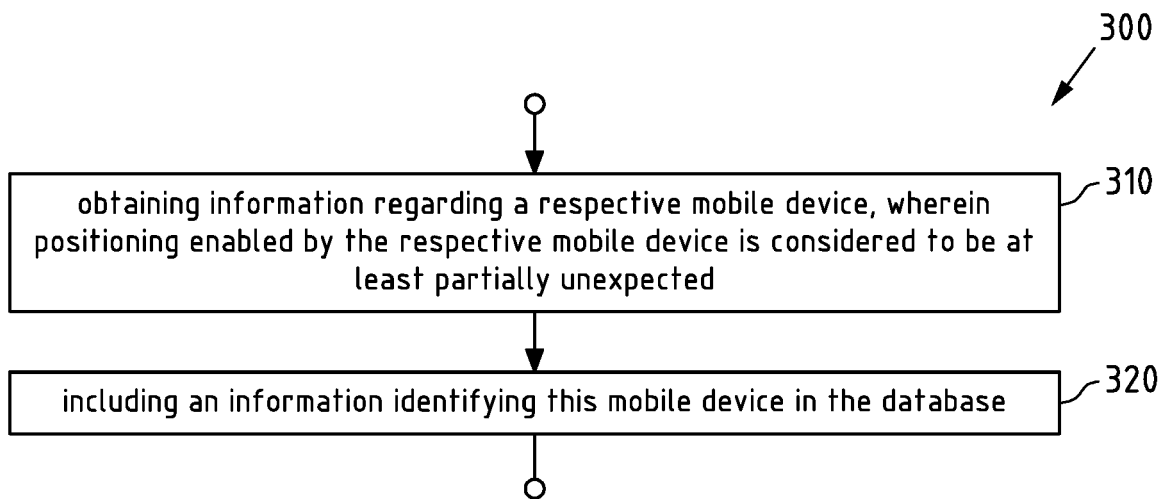 300
310
obtaining information regarding a respective mobile device, wherein
positioning enabled by the respective mobile device is considered to be at
least partially unexpected
320
including an information identifying this mobile device in the database